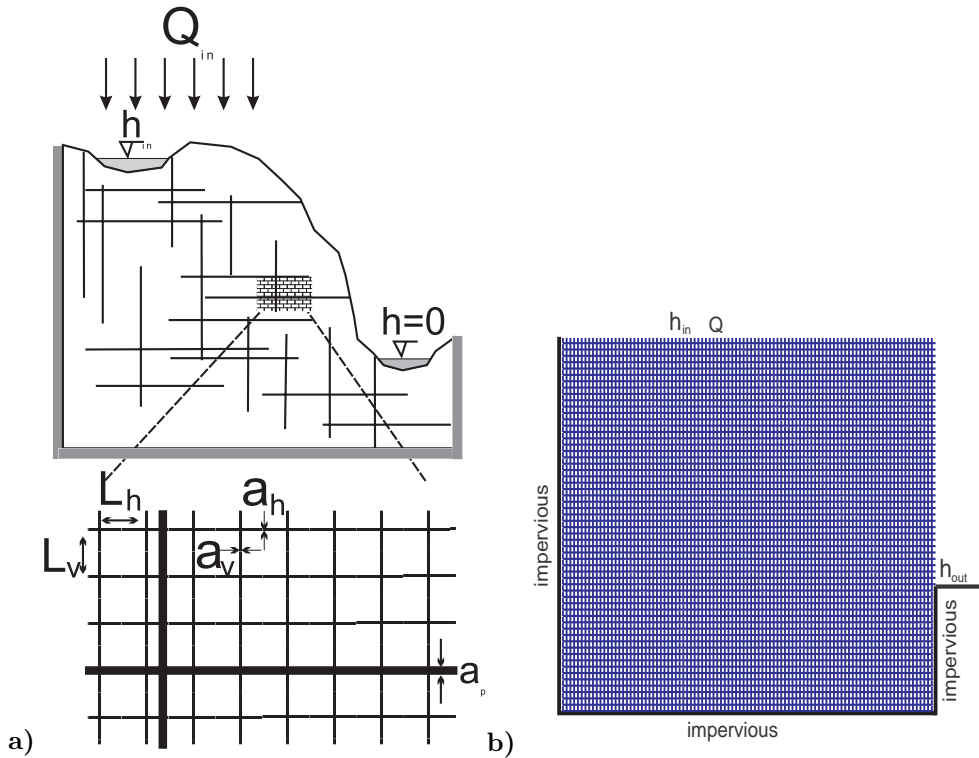 Q in
h in
h=0
L h
a h
L v
a v
a p
a)
h in Q
impervious
h out
impervious
impervious
b)